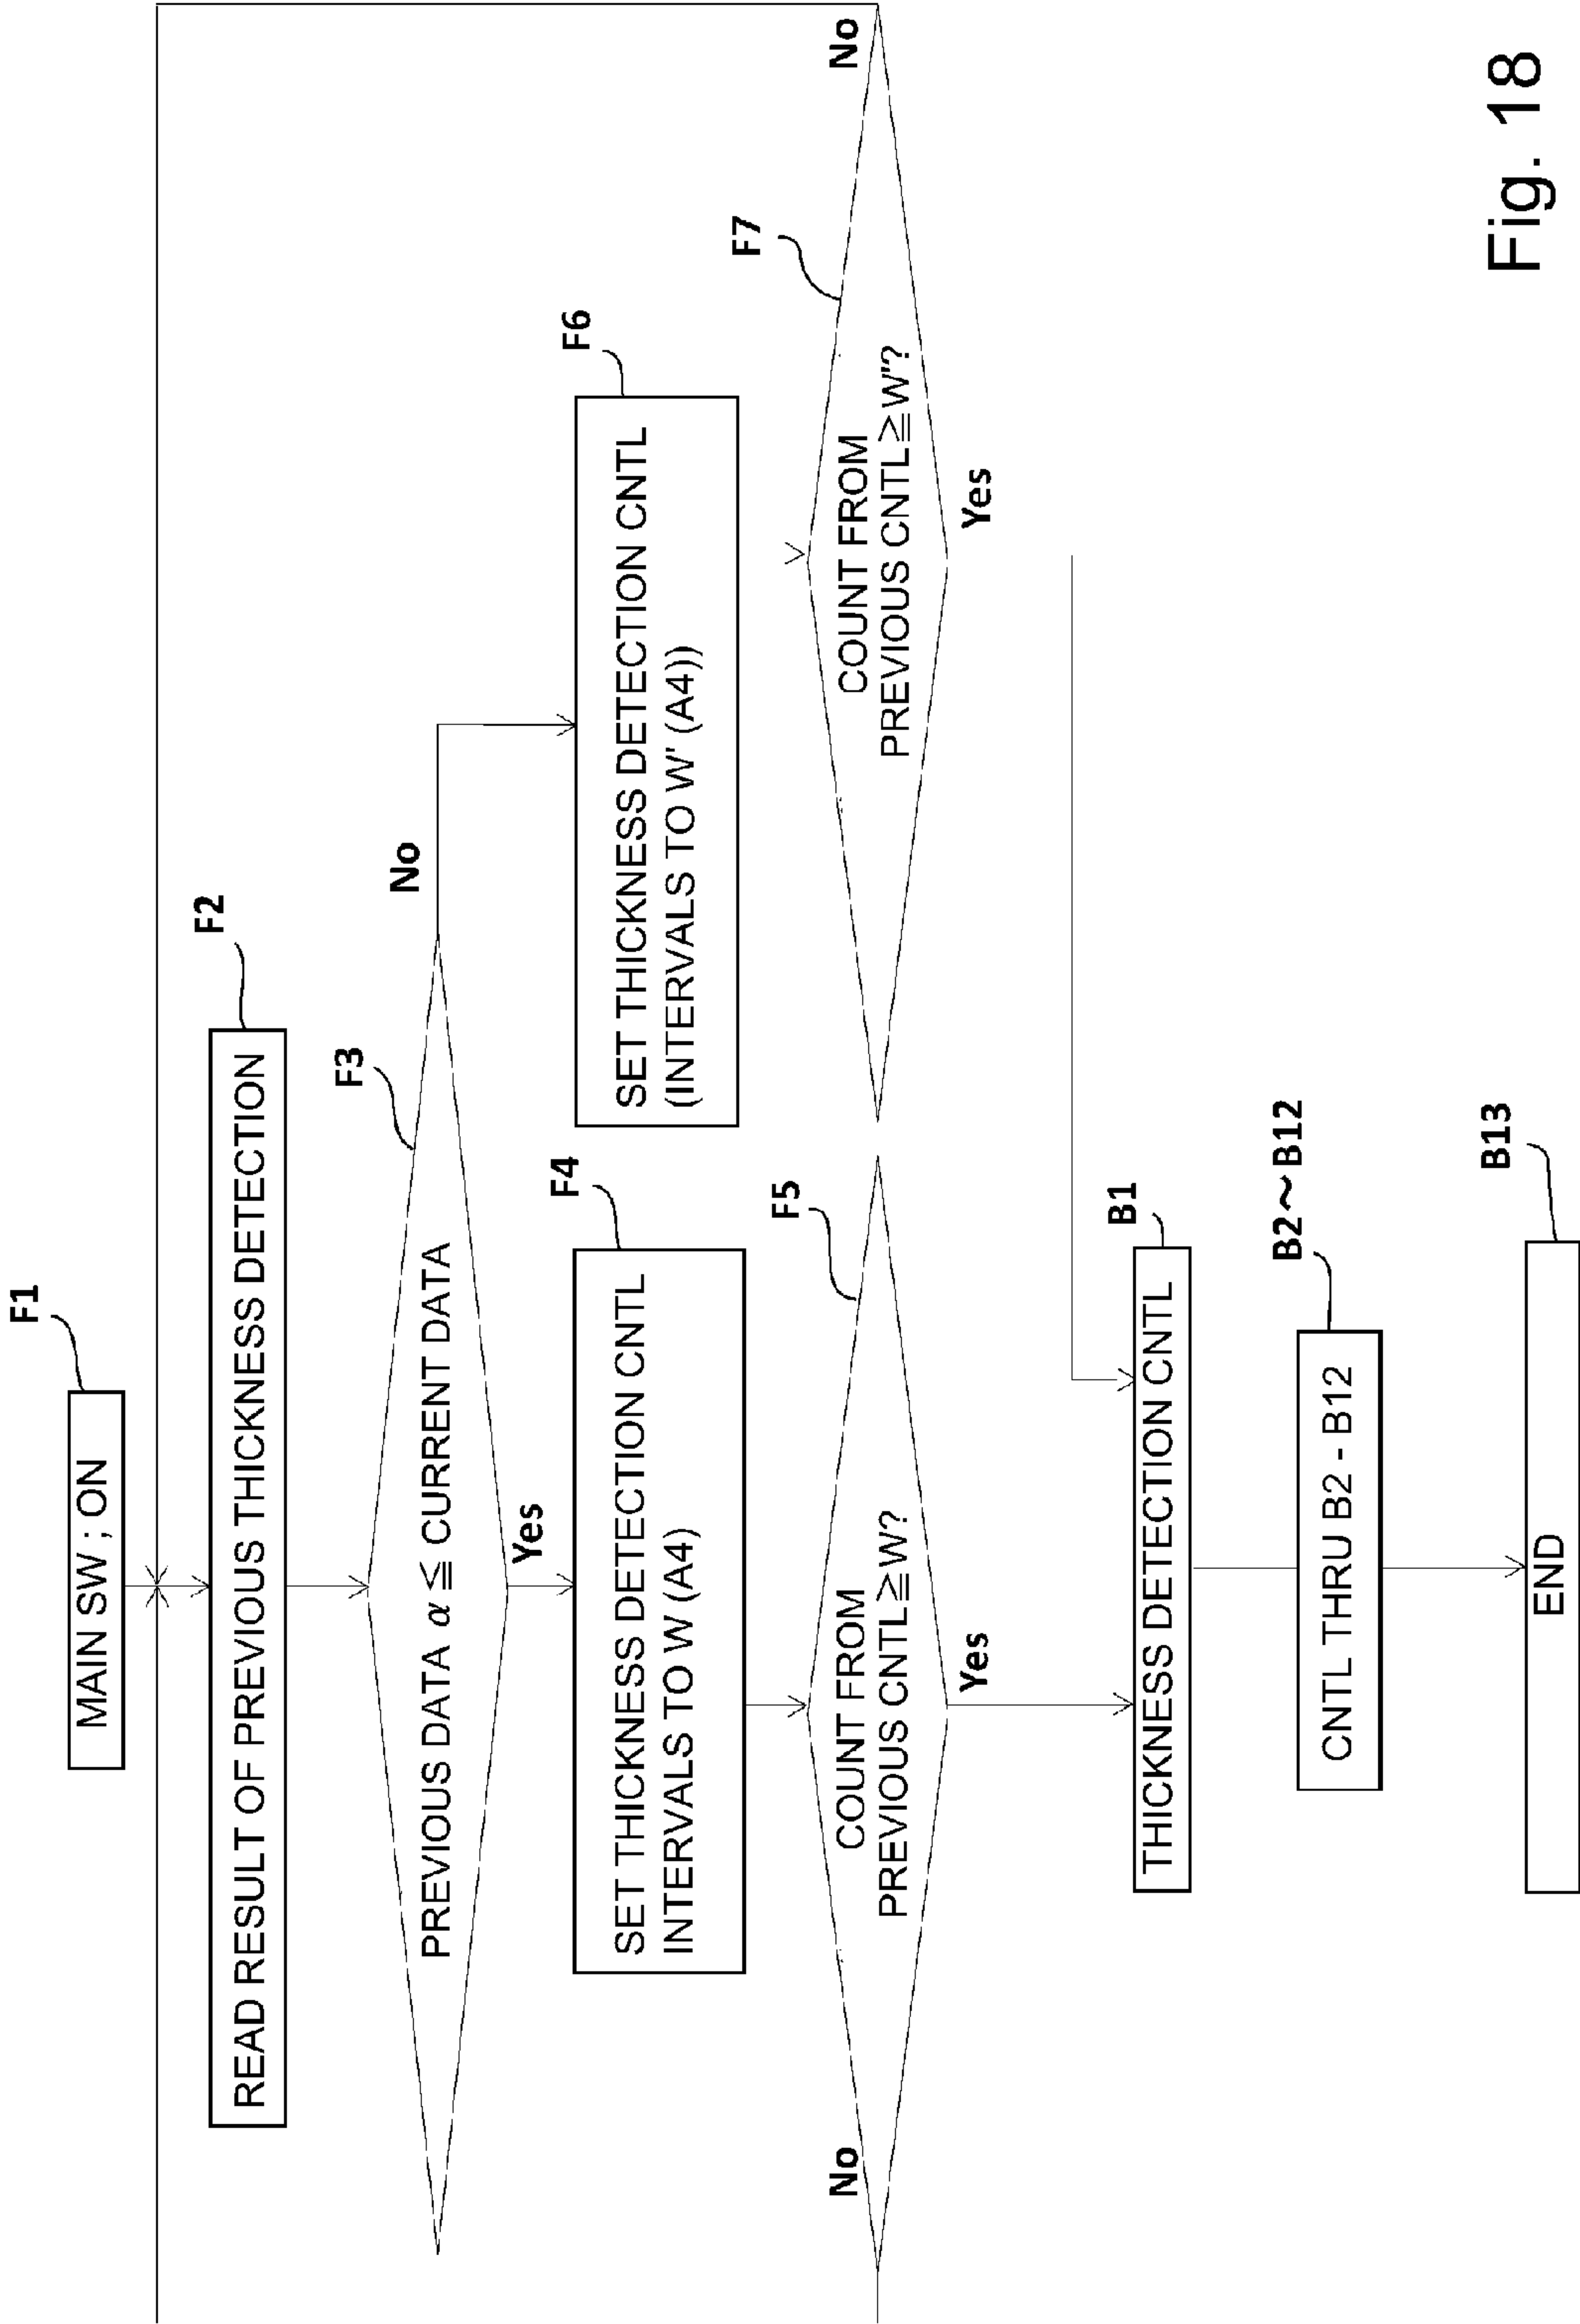 F1
MAIN SW ; ON
F2
READ RESULT OF PREVIOUS THICKNESS DETECTION
F3
PREVIOUS DATA α ≦ CURRENT DATA
No
Yes
F4
SET THICKNESS DETECTION CNTL
INTERVALS TO W (A4)
F6
SET THICKNESS DETECTION CNTL
(INTERVALS TO W' (A4))
F5
COUNT FROM
PREVIOUS CNTL≧W?
No
Yes
F7
COUNT FROM
PREVIOUS CNTL≧W'?
No
Yes
B1
THICKNESS DETECTION CNTL
B2~B12
CNTL THRU B2 - B12
B13
END
Fig. 18